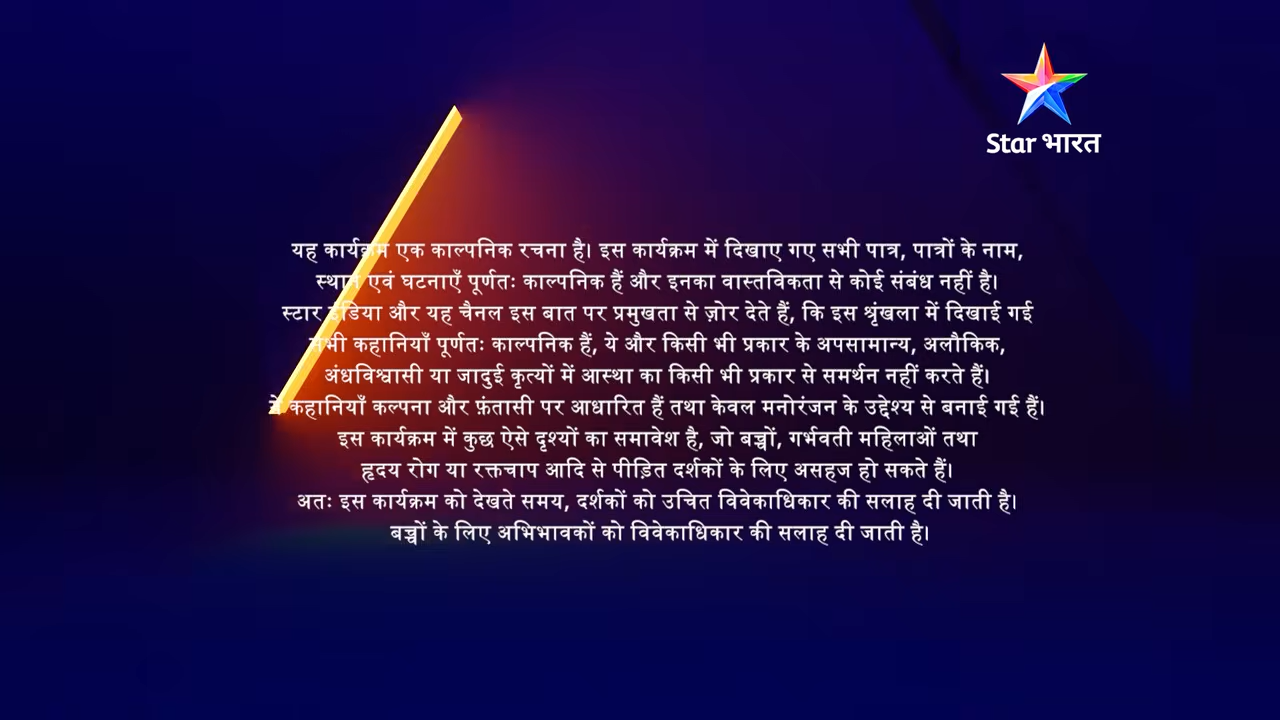 Star भारत
यह कार्यक्रम एक काल्पनिक रचना है। इस कार्यक्रम में दिखाए गए सभी पात्र, पात्रों के नाम,
स्थान एवं घटनाएँ पूर्णतः काल्पनिक हैं और इनका वास्तविकता से कोई संबंध नहीं है।
स्टार इंडिया और यह चैनल इस बात पर प्रमुखता से ज़ोर देते हैं, कि इस श्रृंखला में दिखाई गई
सभी कहानियाँ पूर्णतः काल्पनिक हैं, ये और किसी भी प्रकार के अपसामान्य, अलौकिक,
अंधविश्वासी या जादुई कृत्यों में आस्था का किसी भी प्रकार से समर्थन नहीं करते हैं।
ये कहानियाँ कल्पना और फ़ंतासी पर आधारित हैं तथा केवल मनोरंजन के उद्देश्य से बनाई गई हैं।
इस कार्यक्रम में कुछ ऐसे दृश्यों का समावेश है, जो बच्चों, गर्भवती महिलाओं तथा
हृदय रोग या रक्तचाप आदि से पीड़ित दर्शकों के लिए असहज हो सकते हैं।
अतः इस कार्यक्रम को देखते समय, दर्शकों को उचित विवेकाधिकार की सलाह दी जाती है।
बच्चों के लिए अभिभावकों को विवेकाधिकार की सलाह दी जाती है।